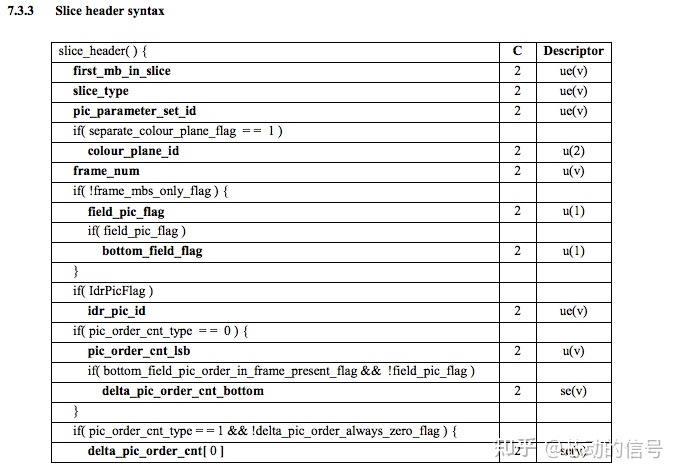 7.3.3 Slice header syntax
slice_header( ) { C Descriptor
first_mb_in_slice 2 ue(v)
slice_type 2 ue(v)
pic_parameter_set_id 2 ue(v)
if( separate_colour_plane_flag = = 1 )
colour_plane_id 2 u(2)
frame_num 2 u(v)
if( !frame_mbs_only_flag ) {
field_pic_flag 2 u(1)
if( field_pic_flag )
bottom_field_flag 2 u(1)
}
if( IdrPicFlag )
idr_pic_id 2 ue(v)
if( pic_order_cnt_type = = 0 ) {
pic_order_cnt_lsb 2 u(v)
if( bottom_field_pic_order_in_frame_present_flag && !field_pic_flag )
delta_pic_order_cnt_bottom 2 se(v)
}
if( pic_order_cnt_type = = 1 && !delta_pic_order_always_zero_flag ) {
delta_pic_order_cnt[ 0 ] 2 se(v)
知乎 @ 动的信号